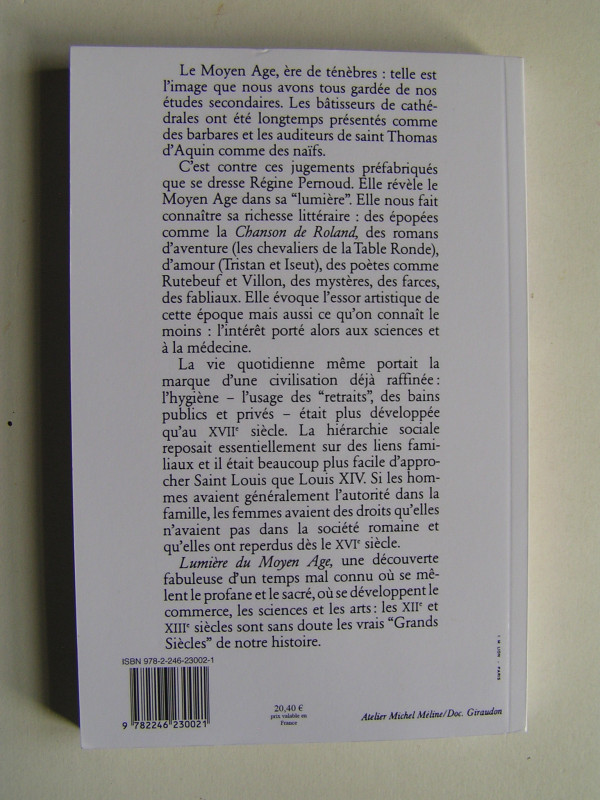 Le Moyen Age, ère de ténèbres : telle est
l'image que nous avons tous gardée de nos
études secondaires. Les bâtisseurs de cathé-
drales ont été longtemps présentés comme
des barbares et les auditeurs de saint Thomas
d'Aquin comme des naïfs.
C'est contre ces jugements préfabriqués
que se dresse Régine Pernoud. Elle révèle le
Moyen Age dans sa "lumière". Elle nous fait
connaître sa richesse littéraire : des épopées
comme la Chanson de Roland, des romans
d'aventure (les chevaliers de la Table Ronde),
d'amour (Tristan et Iseut), des poètes comme
Rutebeuf et Villon, des mystères, des farces,
des fabliaux. Elle évoque l'essor artistique de
cette époque mais aussi ce qu'on connaît le
moins : l'intérêt porté alors aux sciences et
à la médecine.
La vie quotidienne même portait la
marque d'une civilisation déjà raffinée :
l'hygiène – l'usage des "retraits", des bains
publics et privés – était plus développée
qu'au XVIIe siècle. La hiérarchie sociale
reposait essentiellement sur des liens fami-
liaux et il était beaucoup plus facile d'appro-
cher Saint Louis que Louis XIV. Si les hom-
mes avaient généralement l'autorité dans la
famille, les femmes avaient des droits qu'elles
n'avaient pas dans la société romaine et
qu'elles ont reperdus dès le XVIe siècle.
Lumière du Moyen Age, une découverte
fabuleuse d'un temps mal connu où se mê-
lent le profane et le sacré, où se développent le
commerce, les sciences et les arts : les XIIe et
XIIIe siècles sont sans doute les vrais "Grands
Siècles" de notre histoire.
ISBN 978-2-246-23002-1
9 782246 230021
20,40 €
prix valable en
France
Atelier Michel Méline/Doc. Giraudon